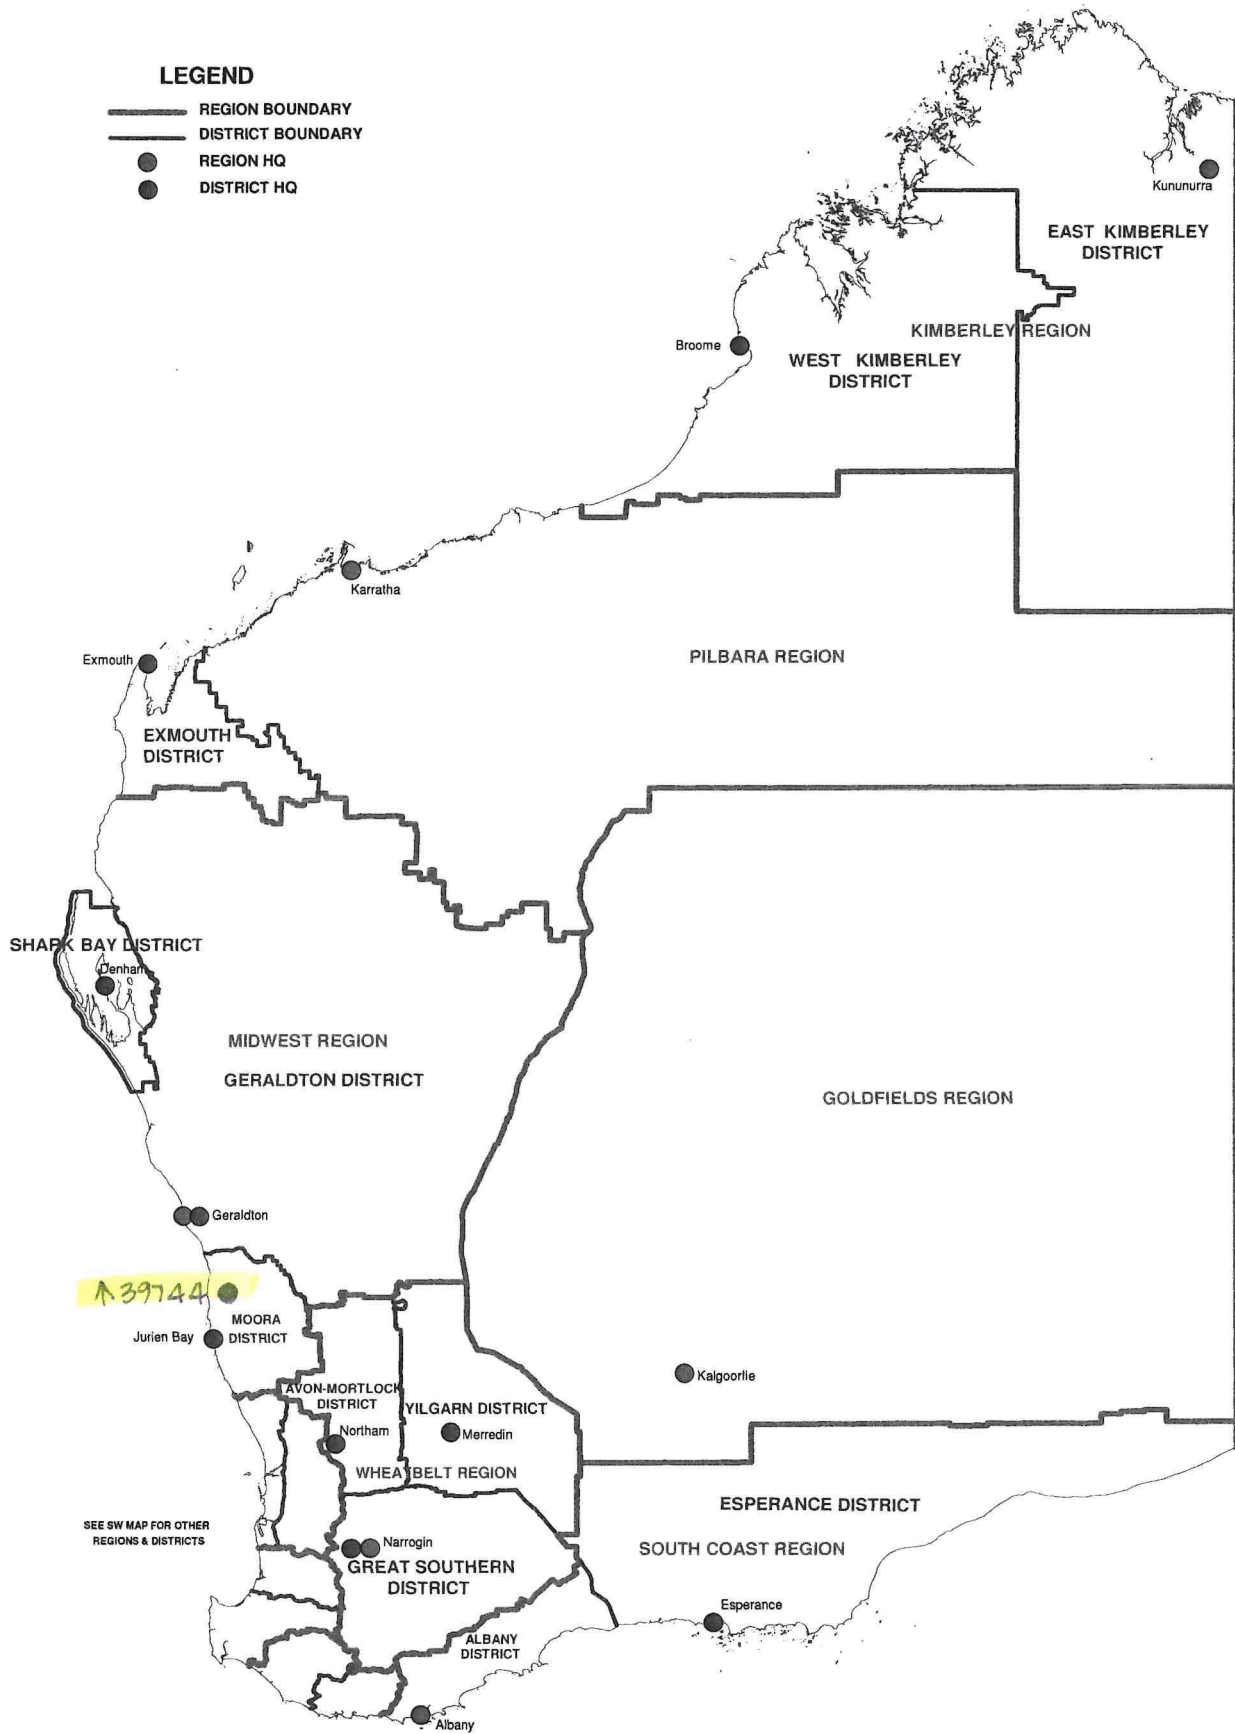 LEGEND
REGION BOUNDARY
DISTRICT BOUNDARY
REGION HQ
DISTRICT HQ
Kununurra
EAST KIMBERLEY
DISTRICT
KIMBERLEY REGION
Broome
WEST KIMBERLEY
DISTRICT
Karratha
Exmouth
PILBARA REGION
EXMOUTH
DISTRICT
SHARK BAY DISTRICT
Denham
MIDWEST REGION
GERALDTON DISTRICT
GOLDFIELDS REGION
Geraldton
↑39744
MOORA
DISTRICT
Jurien Bay
Kalgoorlie
AVON-MORTLOCK
DISTRICT
YILGARN DISTRICT
Northam
Merredin
WHEATBELT REGION
ESPERANCE DISTRICT
SEE SW MAP FOR OTHER
REGIONS & DISTRICTS
Narrogin
SOUTH COAST REGION
GREAT SOUTHERN
DISTRICT
Esperance
ALBANY
DISTRICT
Albany